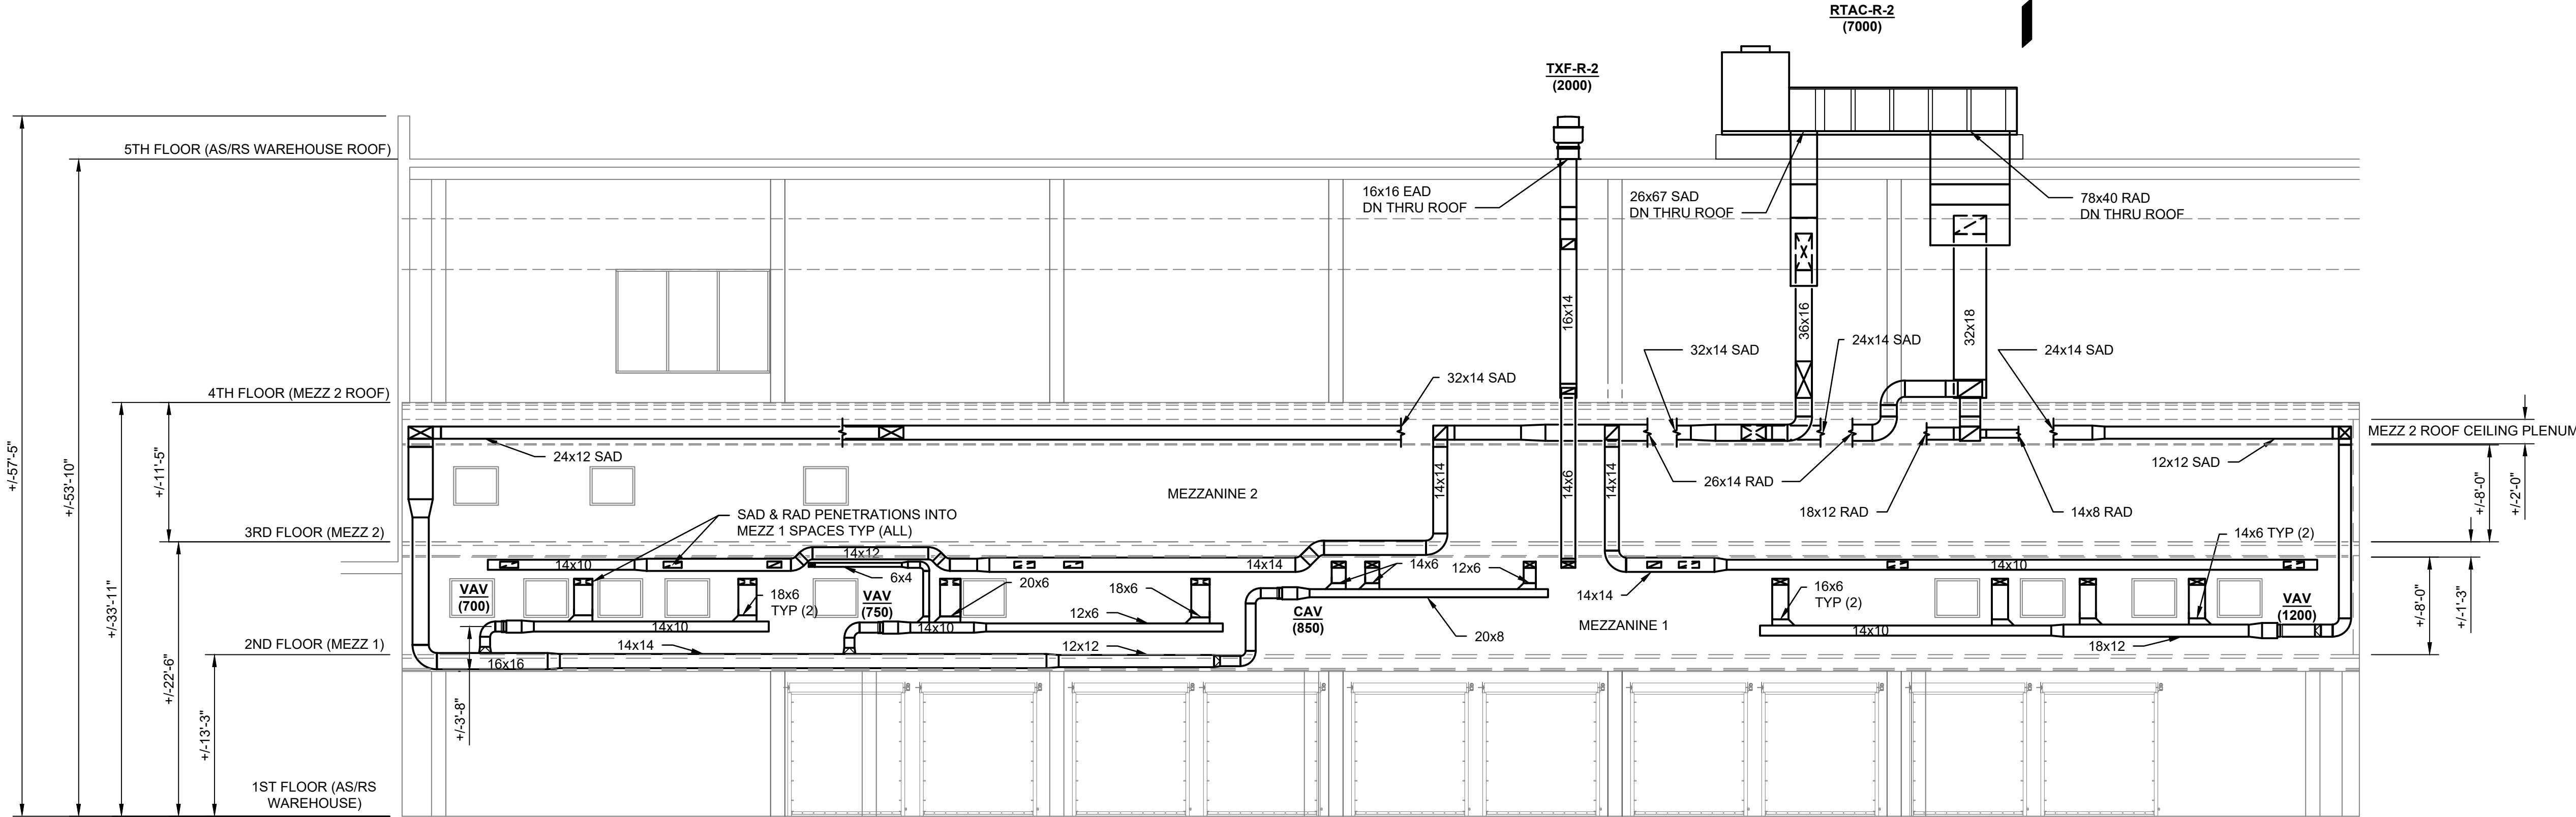 RTAC-R-2
(7000)
TXF-R-2
(2000)
5TH FLOOR (AS/RS WAREHOUSE ROOF)
16x16 EAD
DN THRU ROOF
26x67 SAD
DN THRU ROOF
78x40 RAD
DN THRU ROOF
+/-57'-5"
+/-53'-10"
16x14
36x16
32x18
32x14 SAD
32x14 SAD
24x14 SAD
24x14 SAD
4TH FLOOR (MEZZ 2 ROOF)
+/-11'-5"
+/-33'-11"
MEZZ 2 ROOF CEILING PLENUM
24x12 SAD
12x12 SAD
14x14
14x6
14x14
26x14 RAD
MEZZANINE 2
18x12 RAD
14x8 RAD
+/-8'-0"
+/-2'-0"
SAD & RAD PENETRATIONS INTO
MEZZ 1 SPACES TYP (ALL)
3RD FLOOR (MEZZ 2)
14x6 TYP (2)
14x12
14x10
14x14
14x10
6x4
20x6
14x6
12x6
14x14
18x6
TYP (2)
18x6
16x6
TYP (2)
VAV
(700)
VAV
(750)
CAV
(850)
VAV
(1200)
12x6
14x10
14x10
14x10
20x8
MEZZANINE 1
18x12
+/-8'-0"
+/-1'-3"
2ND FLOOR (MEZZ 1)
14x14
12x12
16x16
+/-22'-6"
+/-13'-3"
+/-3'-8"
1ST FLOOR (AS/RS
WAREHOUSE)